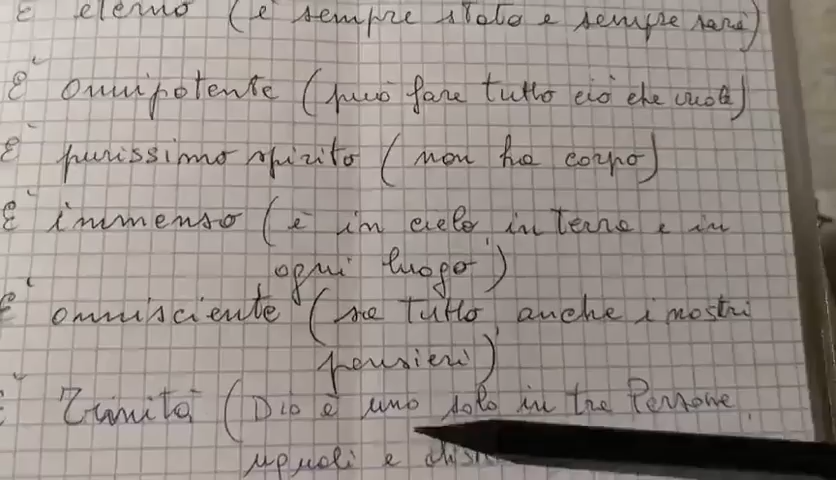 È eterno (è sempre stato e sempre sarà)
È onnipotente (può fare tutto ciò che vuole)
È purissimo spirito (non ha corpo)
È immenso (è in cielo, in terra e in
ogni luogo)
È onnisciente (sa tutto, anche i nostri
pensieri)
È Trinità (Dio è uno solo in tre Persone,
uguali e